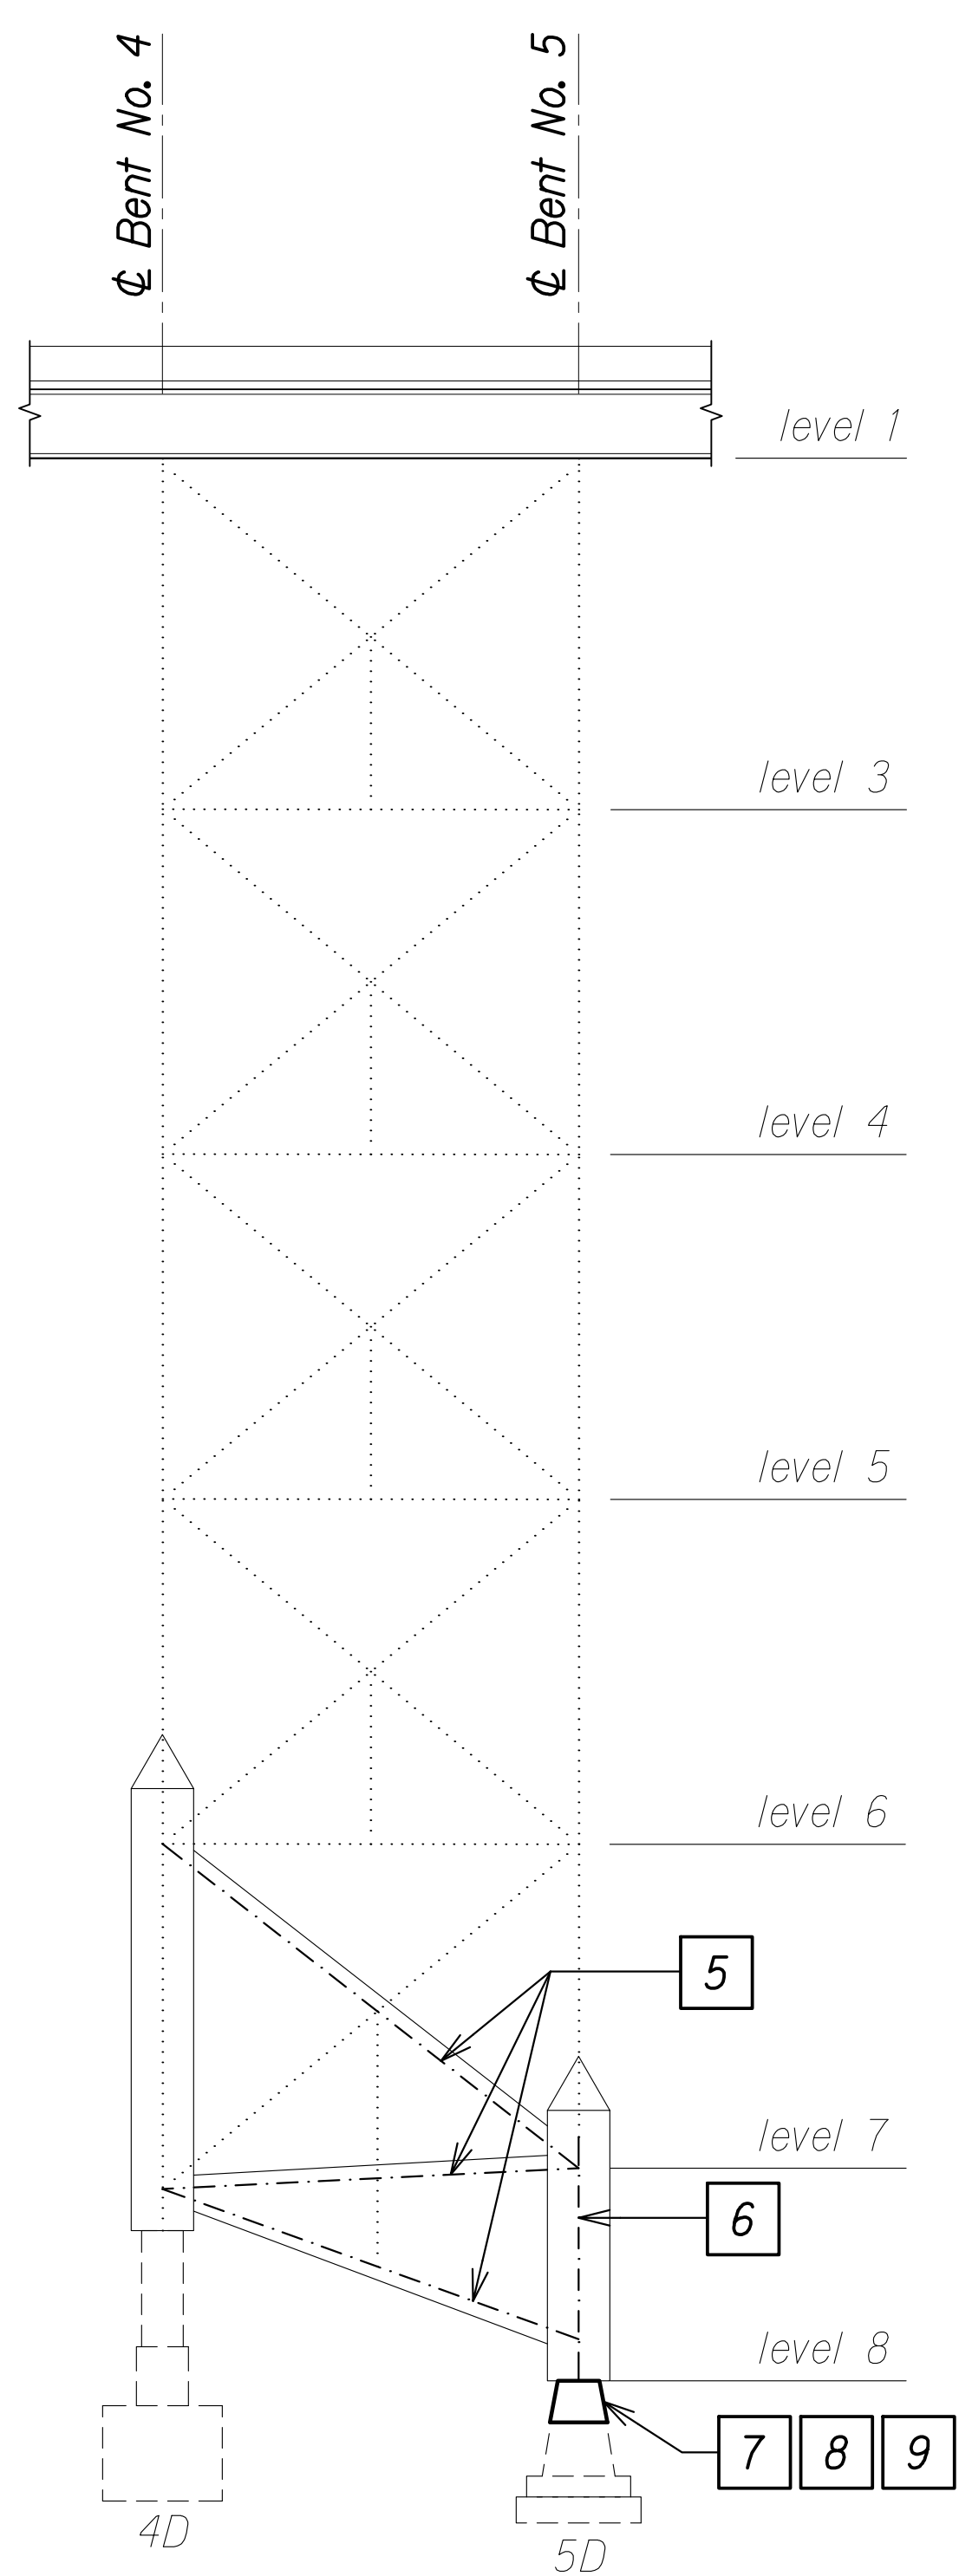 ℄ Bent No. 4
℄ Bent No. 5
level 1
level 3
level 4
level 5
level 6
5
level 7
6
level 8
7 8 9
4D
5D